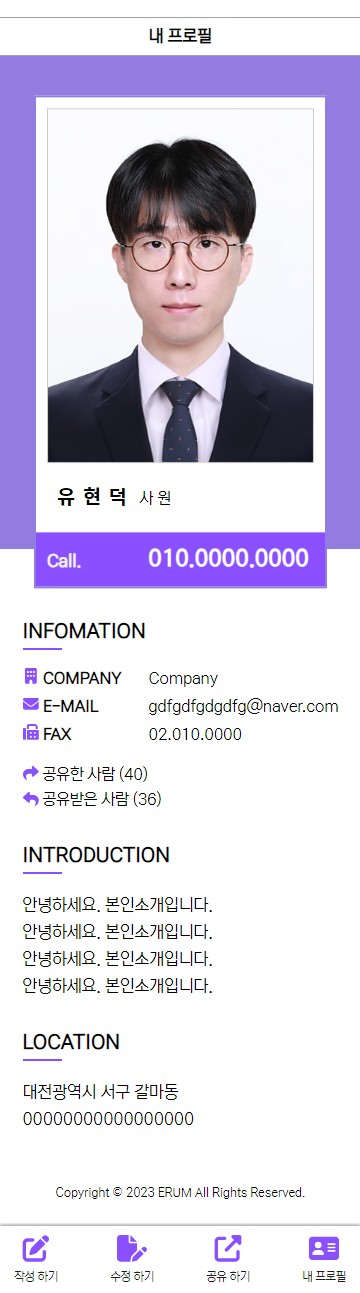 내 프로필
유 현 덕 사원
Call. 010.0000.0000
INFOMATION
COMPANY Company
E-MAIL gdfgdfgdgdfg@naver.com
FAX 02.010.0000
공유한 사람 (40)
공유받은 사람 (36)
INTRODUCTION
안녕하세요. 본인소개입니다.
안녕하세요. 본인소개입니다.
안녕하세요. 본인소개입니다.
안녕하세요. 본인소개입니다.
LOCATION
대전광역시 서구 갈마동
00000000000000000
Copyright © 2023 ERUM All Rights Reserved.
작성 하기 수정 하기 공유 하기 내 프로필